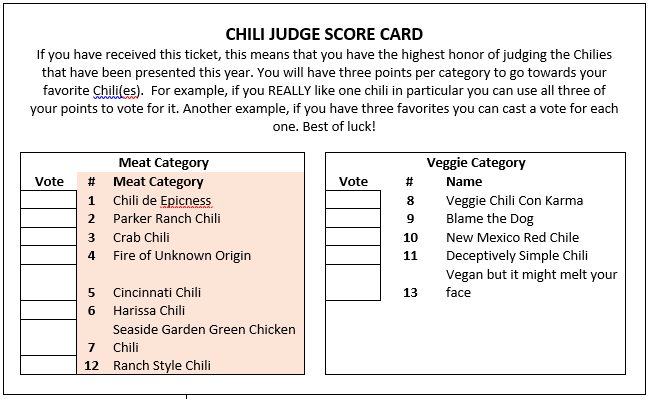 CHILI JUDGE SCORE CARD
If you have received this ticket, this means that you have the highest honor of judging the Chilies
that have been presented this year. You will have three points per category to go towards your
favorite Chili(es).  For example, if you REALLY like one chili in particular you can use all three of
your points to vote for it. Another example, if you have three favorites you can cast a vote for each
one. Best of luck!
Meat Category
Vote # Meat Category
1 Chili de Epicness
2 Parker Ranch Chili
3 Crab Chili
4 Fire of Unknown Origin
5 Cincinnati Chili
6 Harissa Chili
Seaside Garden Green Chicken
7 Chili
12 Ranch Style Chili
Veggie Category
Vote # Name
8 Veggie Chili Con Karma
9 Blame the Dog
10 New Mexico Red Chile
11 Deceptively Simple Chili
Vegan but it might melt your
13 face